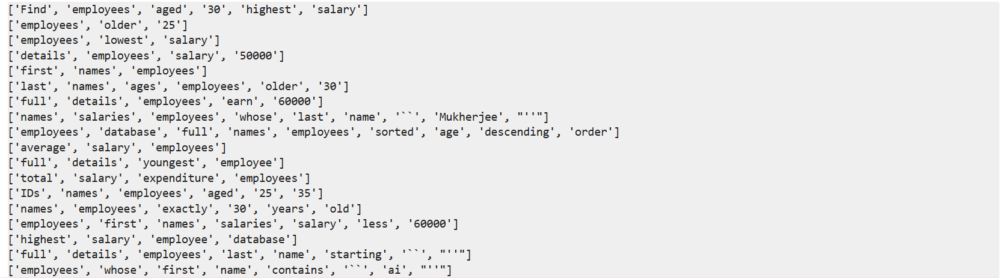 ['Find', 'employees', 'aged', '30', 'highest', 'salary']
['employees', 'older', '25']
['employees', 'lowest', 'salary']
['details', 'employees', 'salary', '50000']
['first', 'names', 'employees']
['last', 'names', 'ages', 'employees', 'older', '30']
['full', 'details', 'employees', 'earn', '60000']
['names', 'salaries', 'employees', 'whose', 'last', 'name', '``', 'Mukherjee', "''"]
['employees', 'database', 'full', 'names', 'employees', 'sorted', 'age', 'descending', 'order']
['average', 'salary', 'employees']
['full', 'details', 'youngest', 'employee']
['total', 'salary', 'expenditure', 'employees']
['IDs', 'names', 'employees', 'aged', '25', '35']
['names', 'employees', 'exactly', '30', 'years', 'old']
['employees', 'first', 'names', 'salaries', 'salary', 'less', '60000']
['highest', 'salary', 'employee', 'database']
['full', 'details', 'employees', 'last', 'name', 'starting', '``', "''"]
['employees', 'whose', 'first', 'name', 'contains', '``', 'ai', "''"]